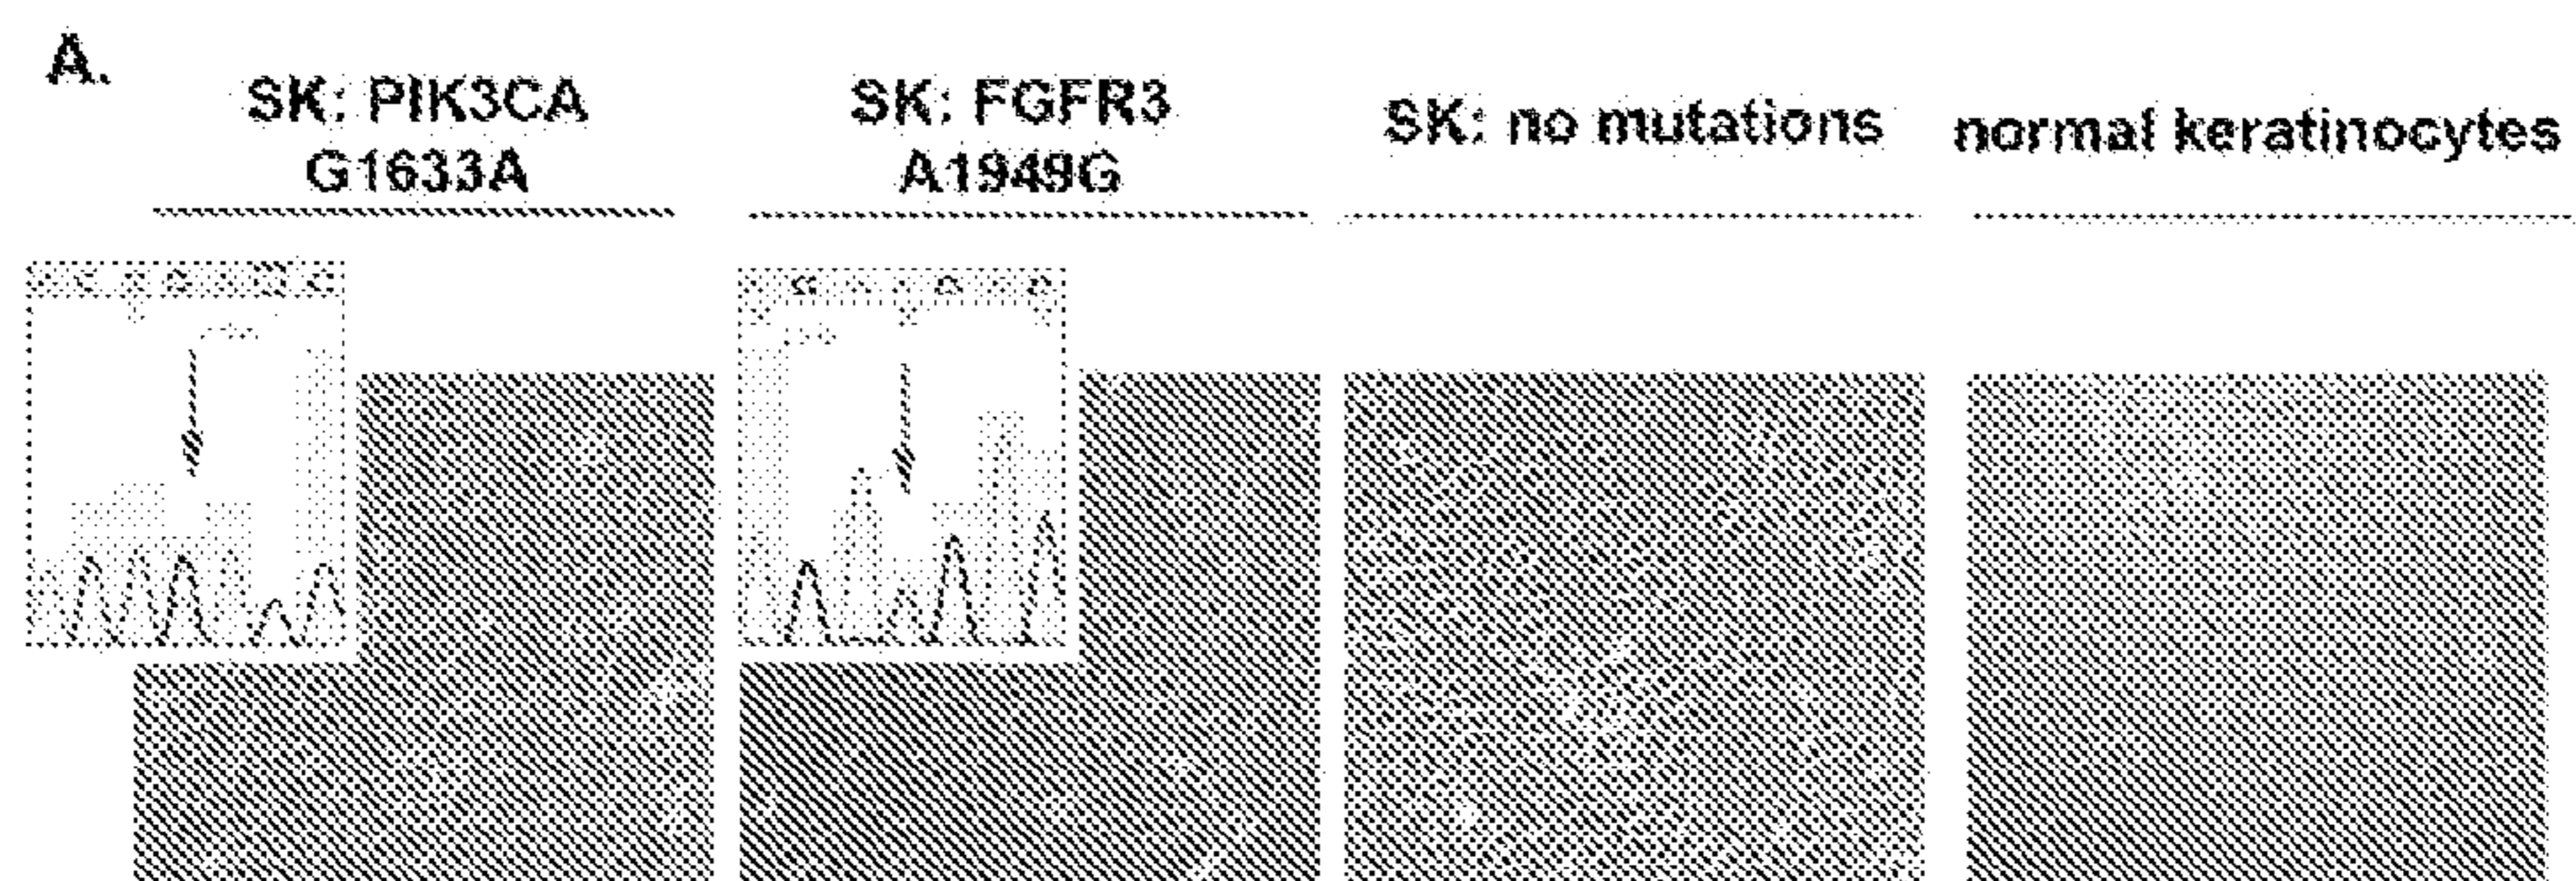 A.
SK: PIK3CA
G1633A
SK: FGFR3
A1949G
SK: no mutations
normal keratinocytes